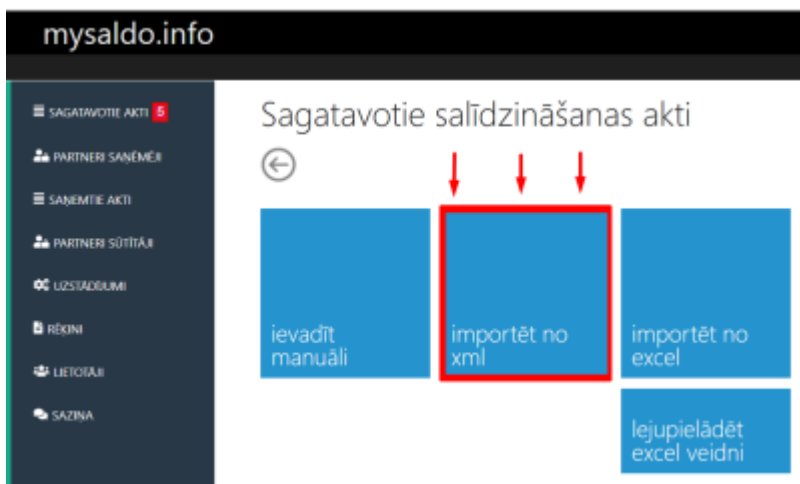 mysaldo.info
SAGATAVOTIE AKTI 5
PARTNERI SAŅĒMĒJI
SAŅEMTIE AKTI
PARTNERI SŪTĪTĀJI
UZSTĀDĪJUMI
RĒĶINI
LIETOTĀJI
SAZIŅA
Sagatavotie salīdzināšanas akti
ievadīt
manuāli
importēt no
xml
importēt no
excel
lejupielādēt
excel veidni